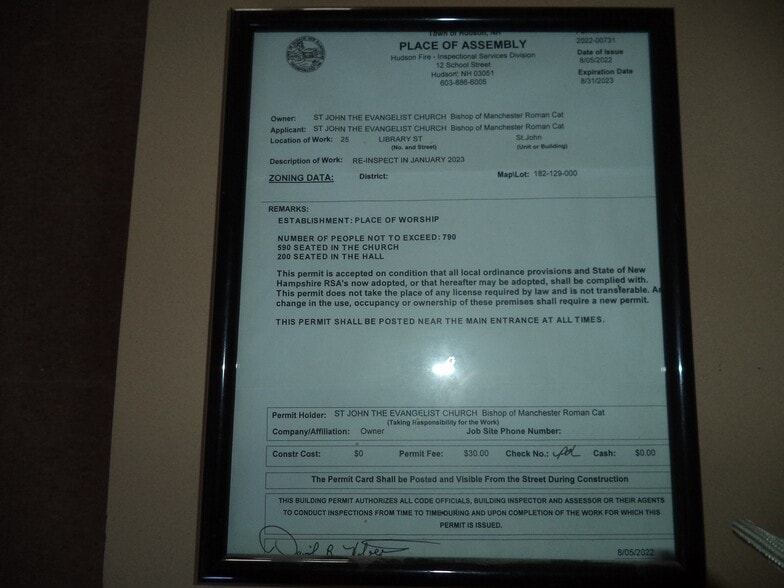 Town of Hudson, NH
2022-00731
PLACE OF ASSEMBLY
Date of Issue
Hudson Fire - Inspectional Services Division
8/05/2022
12 School Street
Expiration Date
Hudson, NH 03051
8/31/2023
603-886-6005
Owner: ST JOHN THE EVANGELIST CHURCH Bishop of Manchester Roman Cat
Applicant: ST JOHN THE EVANGELIST CHURCH Bishop of Manchester Roman Cat
Location of Work: 25 LIBRARY ST St.John
(No. and Street) (Unit or Building)
Description of Work: RE-INSPECT IN JANUARY 2023
ZONING DATA: District: Map\Lot: 182-129-000
REMARKS:
ESTABLISHMENT: PLACE OF WORSHIP
NUMBER OF PEOPLE NOT TO EXCEED: 790
590 SEATED IN THE CHURCH
200 SEATED IN THE HALL
This permit is accepted on condition that all local ordinance provisions and State of New
Hampshire RSA's now adopted, or that hereafter may be adopted, shall be complied with.
This permit does not take the place of any license required by law and is not transferable.
change in the use, occupancy or ownership of these premises shall require a new permit.
THIS PERMIT SHALL BE POSTED NEAR THE MAIN ENTRANCE AT ALL TIMES.
Permit Holder: ST JOHN THE EVANGELIST CHURCH Bishop of Manchester Roman Cat
(Taking Responsibility for the Work)
Company/Affiliation: Owner Job Site Phone Number:
Constr Cost: $0 Permit Fee: $30.00 Check No.: Cash: $0.00
The Permit Card Shall be Posted and Visible From the Street During Construction
THIS BUILDING PERMIT AUTHORIZES ALL CODE OFFICIALS, BUILDING INSPECTOR AND ASSESSOR OR THEIR AGENTS
TO CONDUCT INSPECTIONS FROM TIME TO TIME DURING AND UPON COMPLETION OF THE WORK FOR WHICH THIS
PERMIT IS ISSUED.
8/05/2022